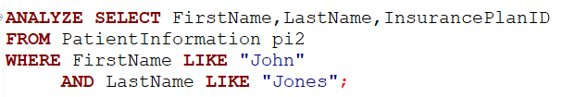 ANALYZE SELECT FirstName,LastName,InsurancePlanID
FROM PatientInformation pi2
WHERE FirstName LIKE "John"
AND LastName LIKE "Jones";